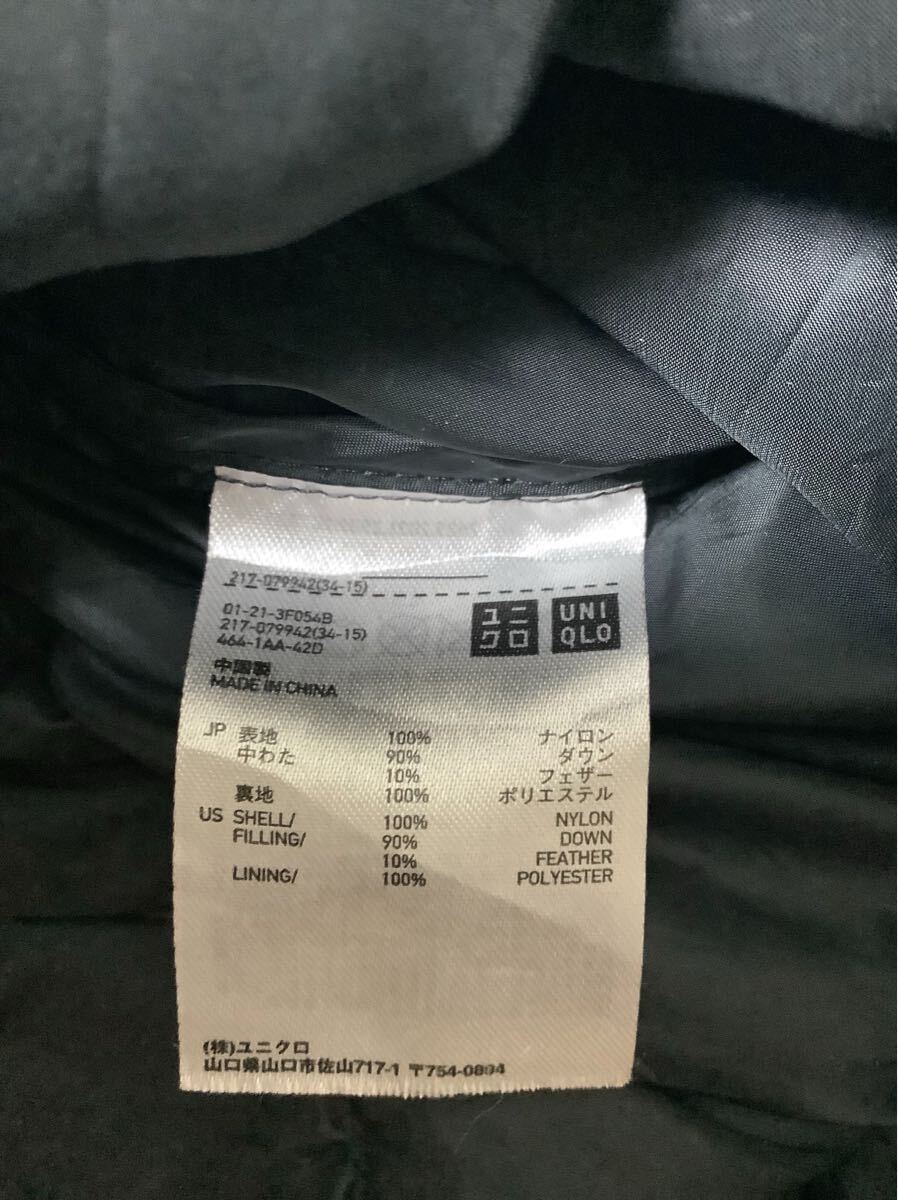 217-079942(34-15)
01-21-3F054B
217-079942(34-15)
464-1AA-42D
ユニクロ
UNIQLO
中国製
MADE IN CHINA
JP 表地 100% ナイロン
中わた 90% ダウン
10% フェザー
裏地 100% ポリエステル
US SHELL/ 100% NYLON
FILLING/ 90% DOWN
10% FEATHER
LINING/ 100% POLYESTER
(株)ユニクロ
山口県山口市佐山717-1 〒754-0894